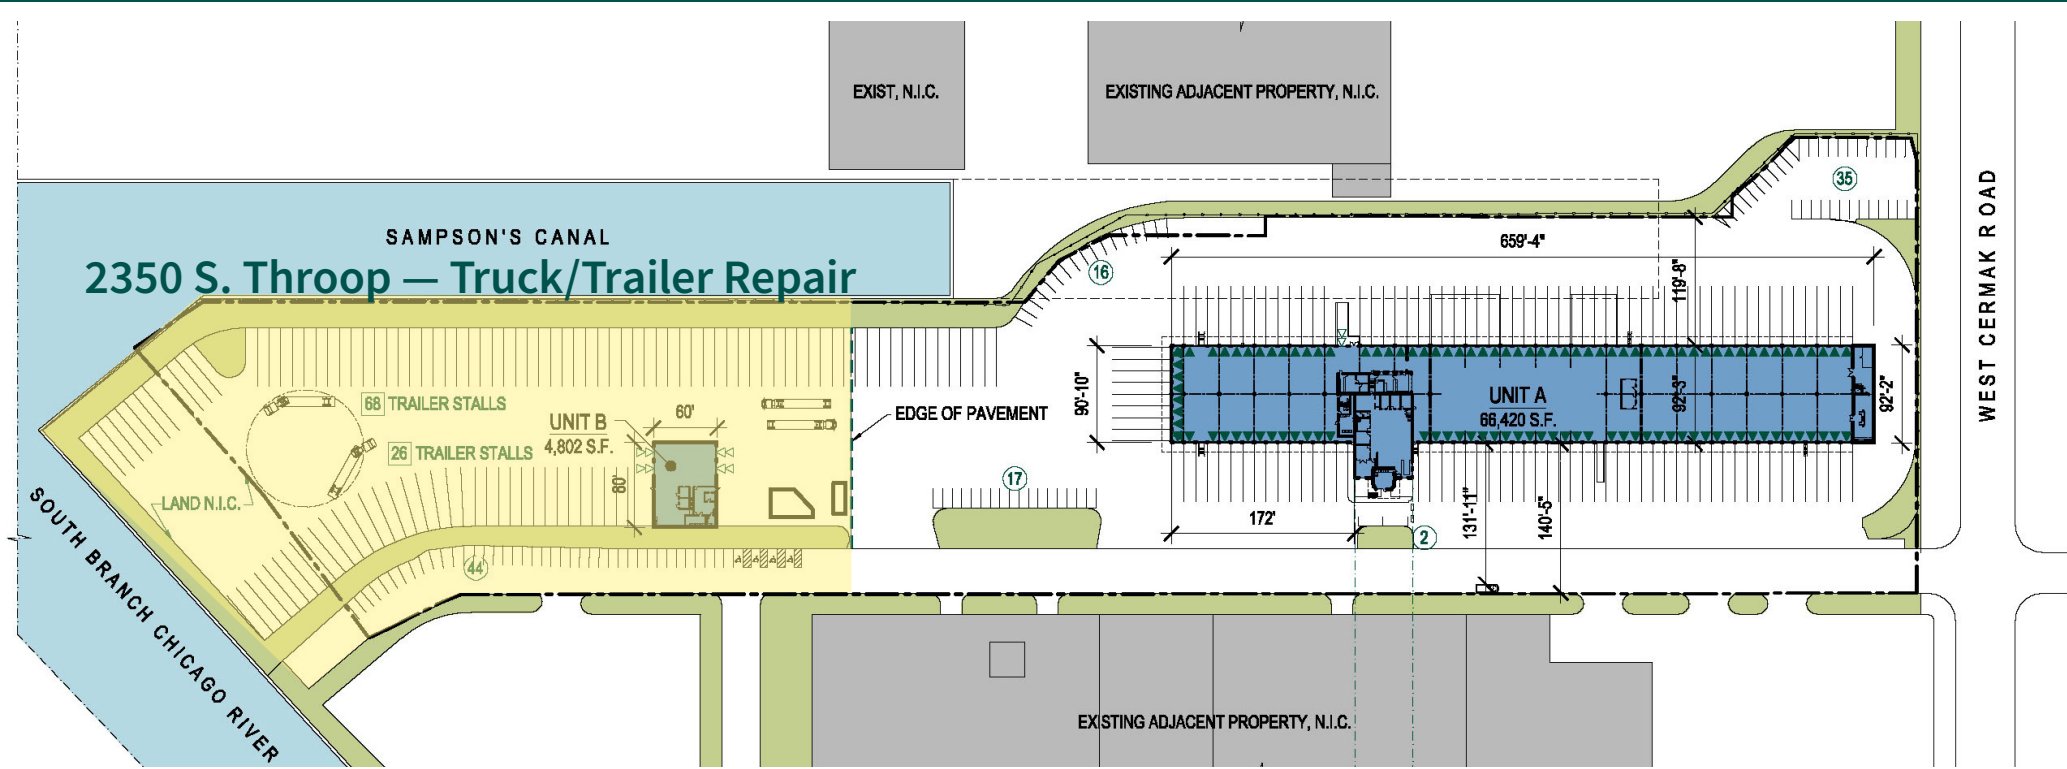 EXIST, N.I.C.
EXISTING ADJACENT PROPERTY, N.I.C.
35
WEST CERMAK ROAD
SAMPSON'S CANAL
659'-4"
2350 S. Throop — Truck/Trailer Repair
16
119'-8"
68 TRAILER STALLS
UNIT B
4,802 S.F.
60'
80'
26 TRAILER STALLS
EDGE OF PAVEMENT
90'-10"
UNIT A
66,420 S.F.
92'-3"
92'-2"
LAND N.I.C.
17
172'
2
131'-11"
140'-5"
44
SOUTH BRANCH CHICAGO RIVER
EXISTING ADJACENT PROPERTY, N.I.C.